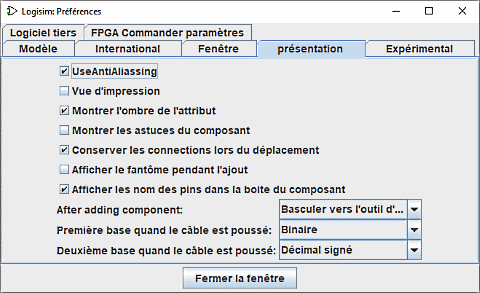 Logisim: Préférences
Logiciel tiers FPGA Commander paramètres
Modèle International Fenêtre présentation Expérimental
UseAntiAliassing
Vue d'impression
Montrer l'ombre de l'attribut
Montrer les astuces du composant
Conserver les connections lors du déplacement
Afficher le fantôme pendant l'ajout
Afficher les nom des pins dans la boite du composant
After adding component: Basculer vers l'outil d'...
Première base quand le câble est poussé: Binaire
Deuxième base quand le câble est poussé: Décimal signé
Fermer la fenêtre